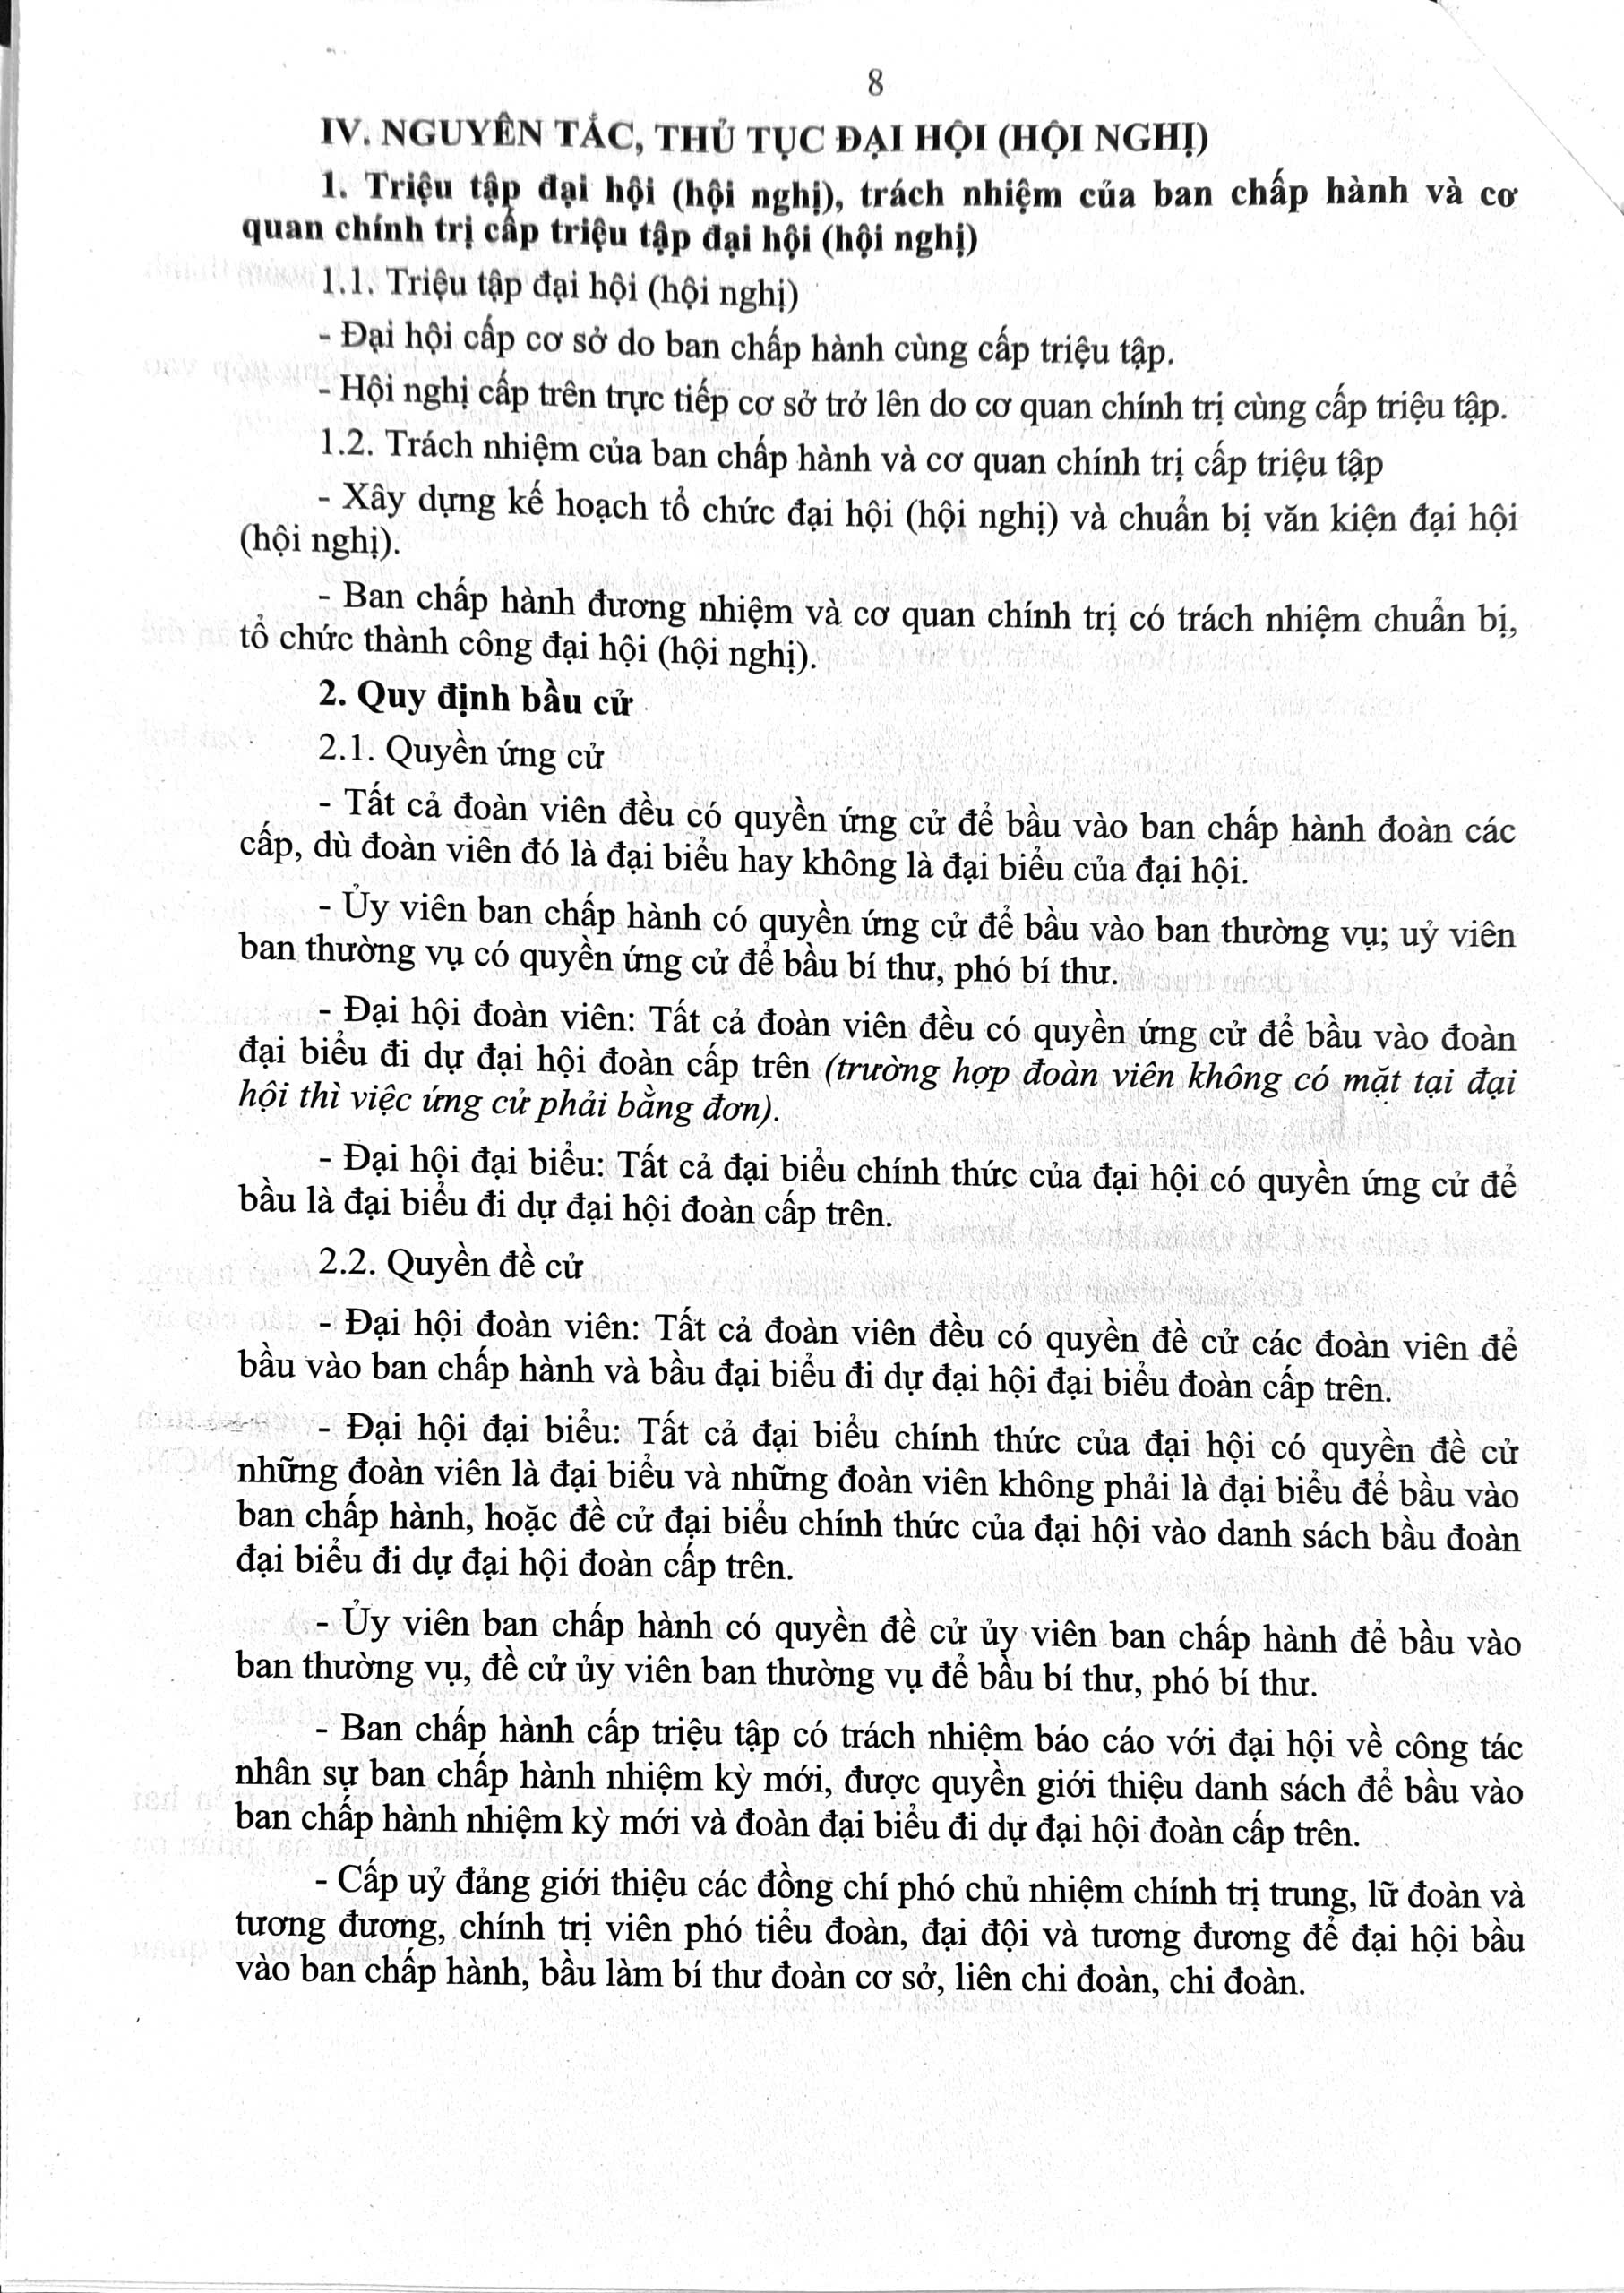 8
IV. NGUYÊN TẮC, THỦ TỤC ĐẠI HỘI (HỘI NGHỊ)
1. Triệu tập đại hội (hội nghị), trách nhiệm của ban chấp hành và cơ
quan chính trị cấp triệu tập đại hội (hội nghị)
1.1. Triệu tập đại hội (hội nghị)
- Đại hội cấp cơ sở do ban chấp hành cùng cấp triệu tập.
- Hội nghị cấp trên trực tiếp cơ sở trở lên do cơ quan chính trị cùng cấp triệu tập.
1.2. Trách nhiệm của ban chấp hành và cơ quan chính trị cấp triệu tập
- Xây dựng kế hoạch tổ chức đại hội (hội nghị) và chuẩn bị văn kiện đại hội
(hội nghị).
- Ban chấp hành đương nhiệm và cơ quan chính trị có trách nhiệm chuẩn bị,
tổ chức thành công đại hội (hội nghị).
2. Quy định bầu cử
2.1. Quyền ứng cử
- Tất cả đoàn viên đều có quyền ứng cử để bầu vào ban chấp hành đoàn các
cấp, dù đoàn viên đó là đại biểu hay không là đại biểu của đại hội.
- Ủy viên ban chấp hành có quyền ứng cử để bầu vào ban thường vụ; uỷ viên
ban thường vụ có quyền ứng cử để bầu bí thư, phó bí thư.
- Đại hội đoàn viên: Tất cả đoàn viên đều có quyền ứng cử để bầu vào đoàn
đại biểu đi dự đại hội đoàn cấp trên (trường hợp đoàn viên không có mặt tại đại
hội thì việc ứng cử phải bằng đơn).
- Đại hội đại biểu: Tất cả đại biểu chính thức của đại hội có quyền ứng cử để
bầu là đại biểu đi dự đại hội đoàn cấp trên.
2.2. Quyền đề cử
- Đại hội đoàn viên: Tất cả đoàn viên đều có quyền đề cử các đoàn viên để
bầu vào ban chấp hành và bầu đại biểu đi dự đại hội đại biểu đoàn cấp trên.
- Đại hội đại biểu: Tất cả đại biểu chính thức của đại hội có quyền đề cử
những đoàn viên là đại biểu và những đoàn viên không phải là đại biểu để bầu vào
ban chấp hành, hoặc đề cử đại biểu chính thức của đại hội vào danh sách bầu đoàn
đại biểu đi dự đại hội đoàn cấp trên.
- Ủy viên ban chấp hành có quyền đề cử ủy viên ban chấp hành để bầu vào
ban thường vụ, đề cử ủy viên ban thường vụ để bầu bí thư, phó bí thư.
- Ban chấp hành cấp triệu tập có trách nhiệm báo cáo với đại hội về công tác
nhân sự ban chấp hành nhiệm kỳ mới, được quyền giới thiệu danh sách để bầu vào
ban chấp hành nhiệm kỳ mới và đoàn đại biểu đi dự đại hội đoàn cấp trên.
- Cấp uỷ đảng giới thiệu các đồng chí phó chủ nhiệm chính trị trung, lữ đoàn và
tương đương, chính trị viên phó tiểu đoàn, đại đội và tương đương để đại hội bầu
vào ban chấp hành, bầu làm bí thư đoàn cơ sở, liên chi đoàn, chi đoàn.